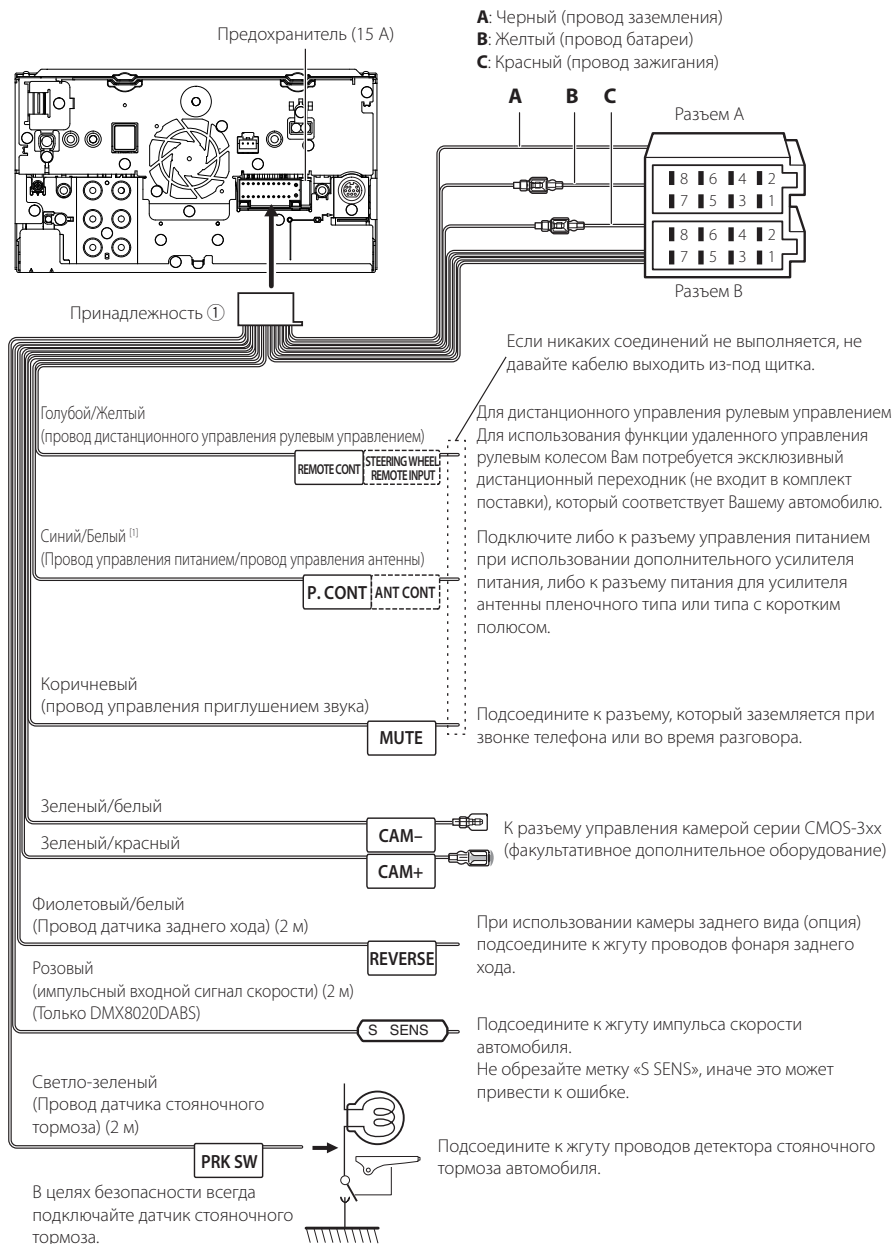 Предохранитель (15 A)
A: Черный (провод заземления)
B: Желтый (провод батареи)
C: Красный (провод зажигания)
A B C
Разъем A
8 6 4 2
7 5 3 1
8 6 4 2
7 5 3 1
Разъем B
Принадлежность ①
Если никаких соединений не выполняется, не
давайте кабелю выходить из-под щитка.
Голубой/Желтый
(провод дистанционного управления рулевым управлением)
REMOTE CONT
STEERING WHEEL
REMOTE INPUT
Для дистанционного управления рулевым управлением
Для использования функции удаленного управления
рулевым колесом Вам потребуется эксклюзивный
дистанционный переходник (не входит в комплект
поставки), который соответствует Вашему автомобилю.
Синий/Белый [1]
(Провод управления питанием/провод управления антенны)
P. CONT ANT CONT
Подключите либо к разъему управления питанием
при использовании дополнительного усилителя
питания, либо к разъему питания для усилителя
антенны пленочного типа или типа с коротким
полюсом.
Коричневый
(провод управления приглушением звука)
MUTE
Подсоедините к разъему, который заземляется при
звонке телефона или во время разговора.
Зеленый/белый
CAM–
Зеленый/красный
CAM+
К разъему управления камерой серии CMOS-3xx
(факультативное дополнительное оборудование)
Фиолетовый/белый
(Провод датчика заднего хода) (2 м)
REVERSE
При использовании камеры заднего вида (опция)
подсоедините к жгуту проводов фонаря заднего
хода.
Розовый
(импульсный входной сигнал скорости) (2 м)
(Только DMX8020DABS)
S SENS
Подсоедините к жгуту импульса скорости
автомобиля.
Не обрезайте метку «S SENS», иначе это может
привести к ошибке.
Светло-зеленый
(Провод датчика стояночного
тормоза) (2 м)
PRK SW
Подсоедините к жгуту проводов детектора стояночного
тормоза автомобиля.
В целях безопасности всегда
подключайте датчик стояночного
тормоза.